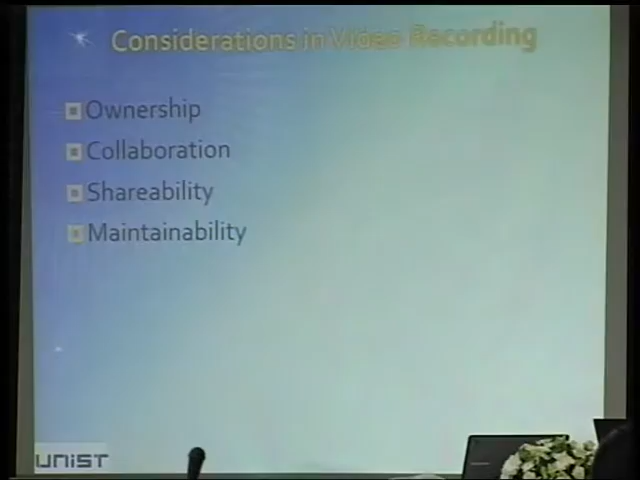 Considerations in Video Recording
Ownership
Collaboration
Shareability
Maintainability
UNIST